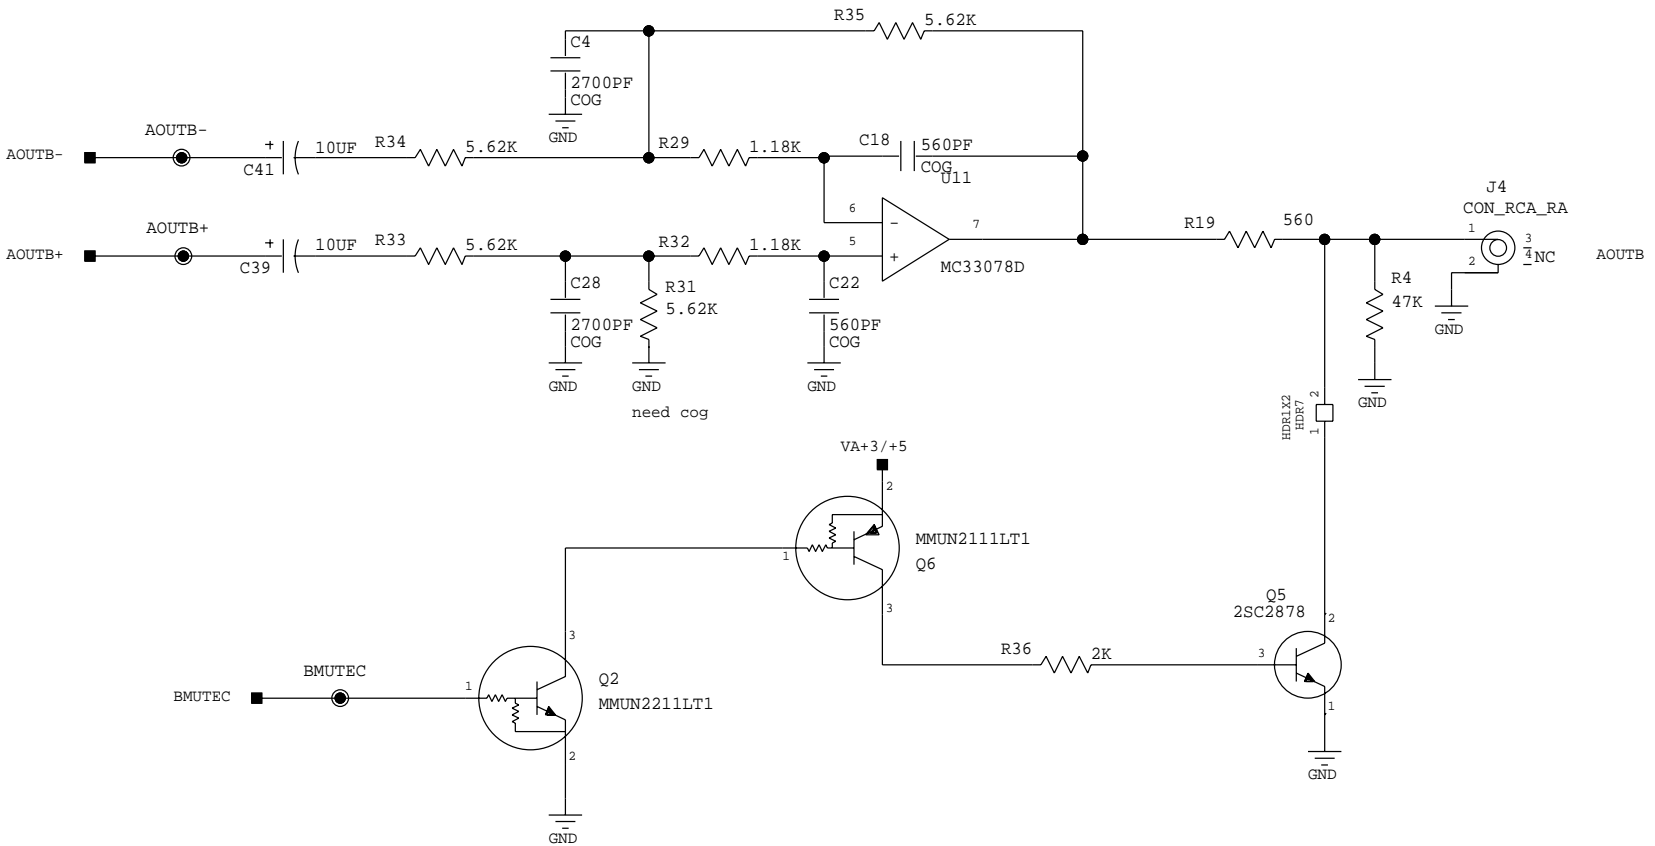 R35 5.62K
C4
2700PF
COG
GND
AOUTB-
AOUTB-
+
C41
10UF
R34
5.62K
R29
1.18K
C18
560PF
COG
U11
6
5
7
-
+
MC33078D
AOUTB+
AOUTB+
+
C39
10UF
R33
5.62K
R32
1.18K
C28
2700PF
COG
GND
R31
5.62K
GND
need cog
C22
560PF
COG
GND
R19
560
J4
CON_RCA_RA
1
2
3
4
NC
AOUTB
GND
R4
47K
GND
HDR1X2
HDR7
2
1
VA+3/+5
2
1
3
MMUN2111LT1
Q6
R36
2K
Q5
2SC2878
2
3
1
GND
BMUTEC
BMUTEC
1
3
2
Q2
MMUN2211LT1
GND